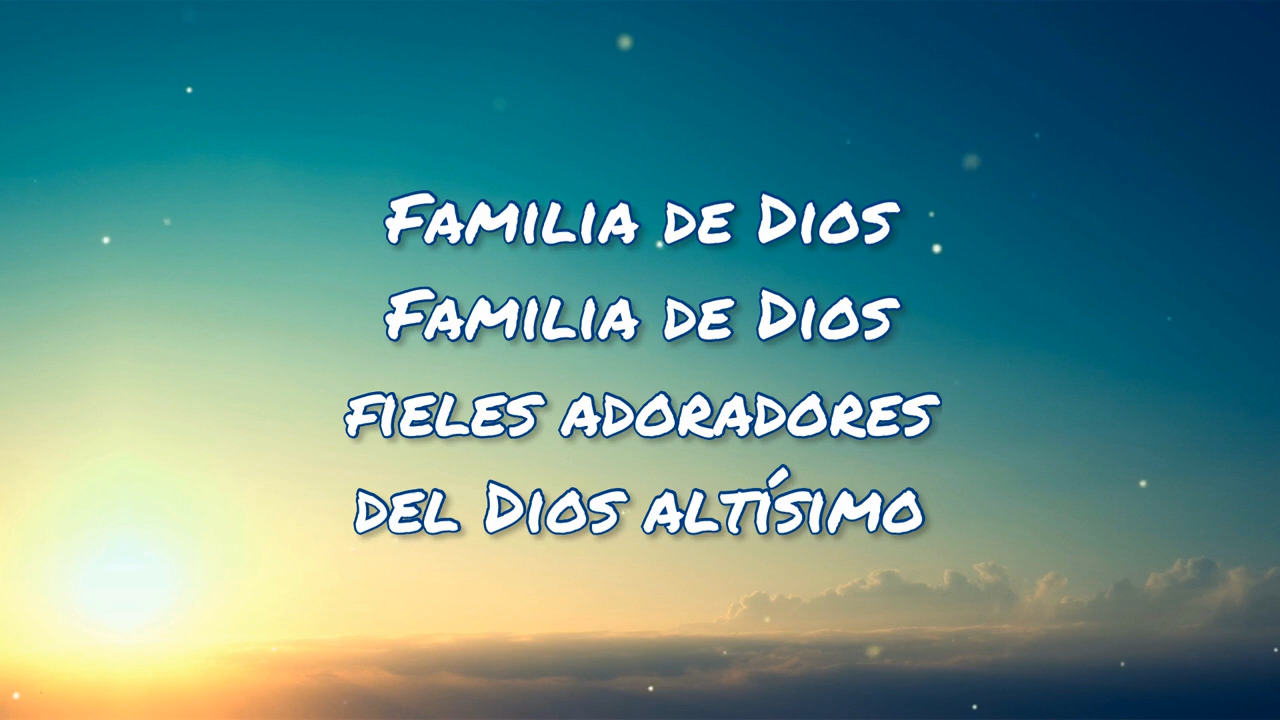 Familia de Dios
Familia de Dios
fieles adoradores
del Dios altísimo